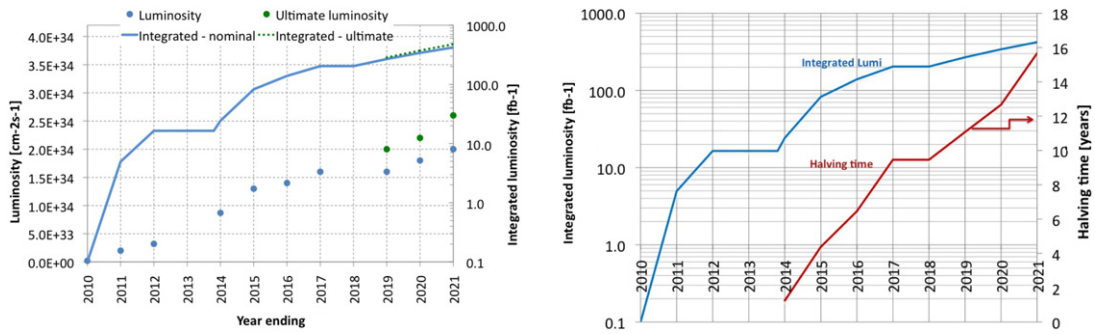 Luminosity
Ultimate luminosity
Integrated - nominal
Integrated - ultimate
4.0E+34
3.5E+34
3.0E+34
2.5E+34
2.0E+34
1.5E+34
1.0E+34
5.0E+33
0.0E+00
Luminosity [cm-2s-1]
1000.0
100.0
10.0
1.0
0.1
Integrated luminosity [fb-1]
2010
2011
2012
2013
2014
2015
2016
2017
2018
2019
2020
2021
Year ending
1000.0
100.0
10.0
1.0
0.1
Integrated luminosity [fb-1]
Integrated Lumi
Halving time
18
16
14
12
10
8
6
4
2
0
Halving time [years]
2010
2011
2012
2013
2014
2015
2016
2017
2018
2019
2020
2021